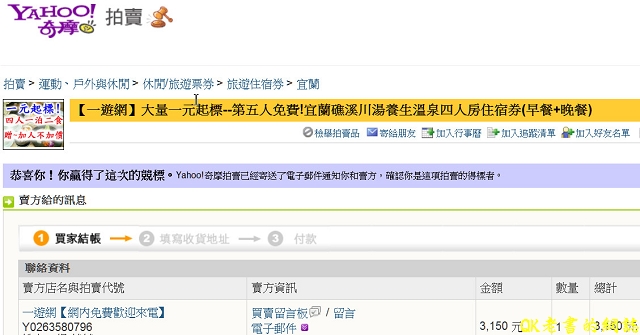 YAHOO! 奇摩 拍賣
拍賣 > 運動、戶外與休閒 > 休閒/旅遊票券 > 旅遊住宿券 > 宜蘭
一元起標!
四人一泊二食
贈~加人不加價
【一遊網】大量一元起標--第五人免費!宜蘭礁溪川湯養生溫泉四人房住宿券(早餐+晚餐)
檢舉拍賣品 寄給朋友 加入行事曆 加入追蹤清單 加入好友名單
恭喜你！你贏得了這次的競標。Yahoo!奇摩拍賣已經寄送了電子郵件通知你和賣方，確認你是這項拍賣的得標者。
賣方給的訊息
1 買家結帳 2 填寫收貨地址 3 付款
聯絡資料
賣方店名與拍賣代號 賣方資訊 金額 數量 總計
一遊網【網內免費歡迎來電】 買賣留言板 / 留言
Y0263580796 電子郵件 3,150 元 1